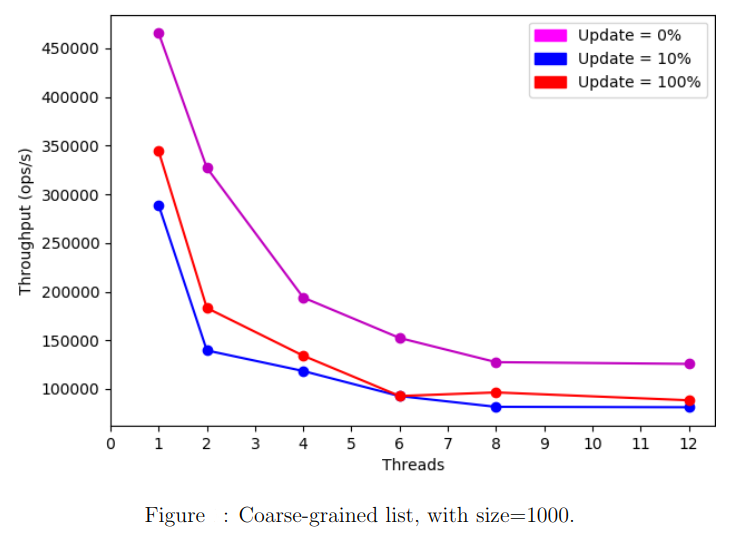 Update = 0%
Update = 10%
Update = 100%
450000
400000
350000
300000
250000
200000
150000
100000
Throughput (ops/s)
0 1 2 3 4 5 6 7 8 9 10 11 12
Threads
Figure : Coarse-grained list, with size=1000.